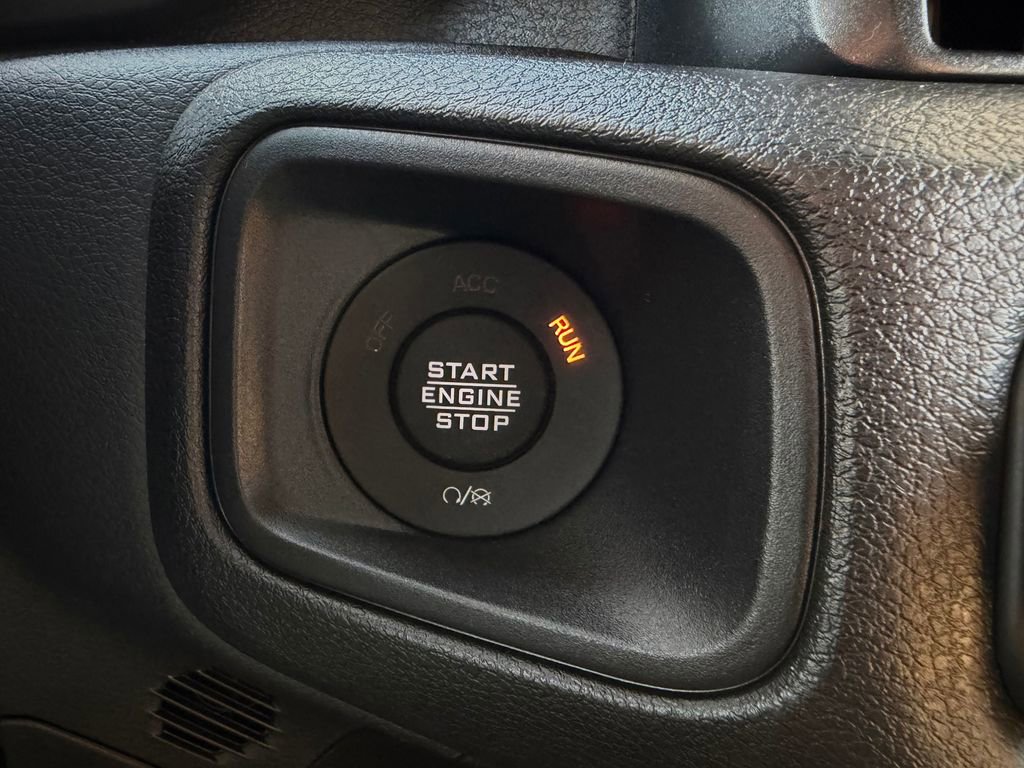 ACC
OFF
RUN
START
ENGINE
STOP